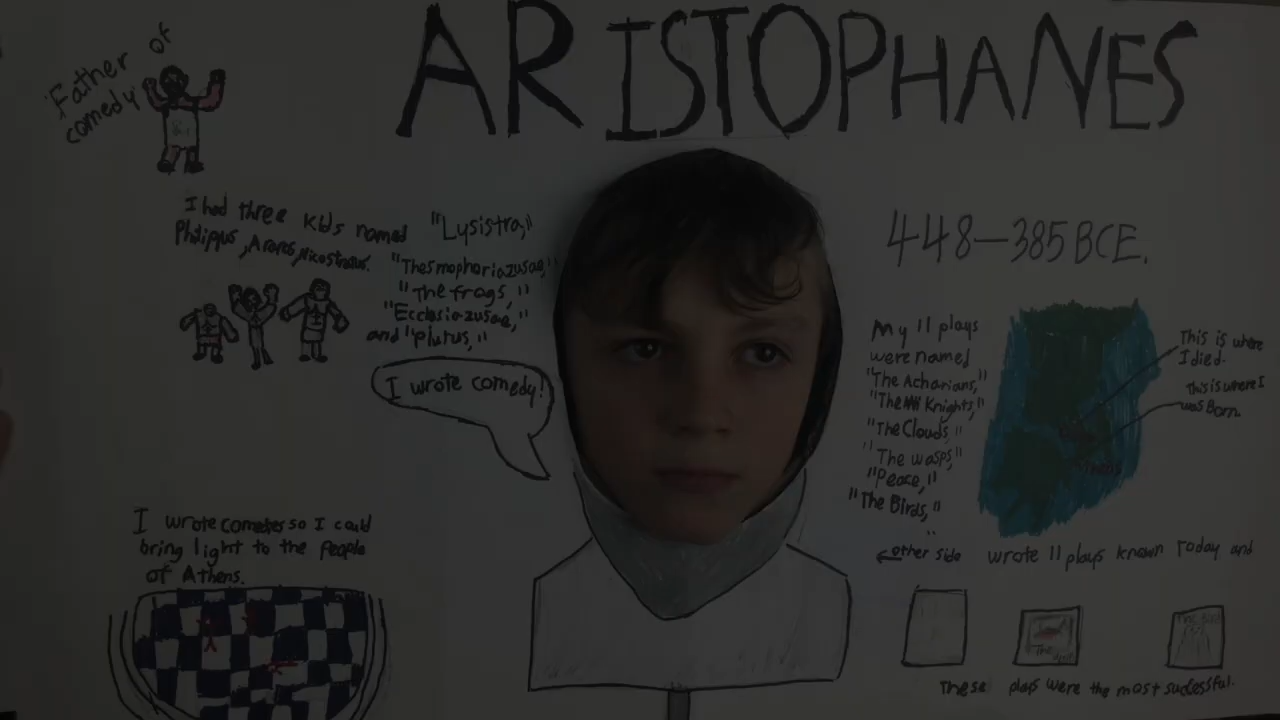 ARISTOPHANES
"Father of
comedy"
I had three kids named
Philippus, Araros, Nicostratus.
"Lysistra,"
"Thesmophoriazusae,"
"The frogs,"
"Ecclesiazusae,"
and "plutus,"
I wrote comedy!
448-385 BCE.
My 11 plays
were named
"The Acharians,"
"The Knights,"
"The Clouds,"
"The wasps,"
"Peace,"
"The Birds,"
← other side
This is where
I died.
This is where I
was Born.
Athens
I wrote so I could
bring light to the people
of Athens.
wrote 11 plays known Today and
These plays were the most